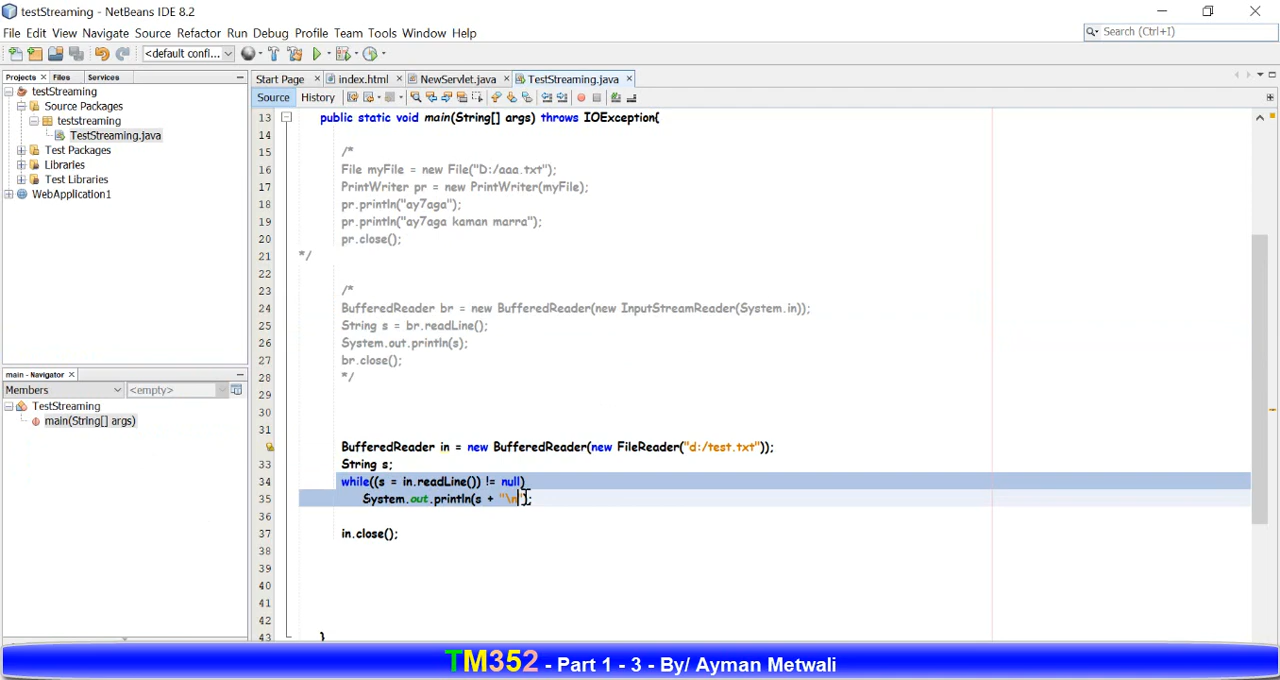 testStreaming - NetBeans IDE 8.2
File Edit View Navigate Source Refactor Run Debug Profile Team Tools Window Help
Search (Ctrl+I)
<default confi...
Projects Files Services
Start Page index.html NewServlet.java TestStreaming.java
Source History
testStreaming
Source Packages
teststreaming
TestStreaming.java
Test Packages
Libraries
Test Libraries
WebApplication1
main - Navigator
Members <empty>
TestStreaming
main(String[] args)
13 public static void main(String[] args) throws IOException{
14
15 /*
16 File myFile = new File("D:/aaa.txt");
17 PrintWriter pr = new PrintWriter(myFile);
18 pr.println("ay7aga");
19 pr.println("ay7aga kaman marra");
20 pr.close();
21 */
22
23 /*
24 BufferedReader br = new BufferedReader(new InputStreamReader(System.in));
25 String s = br.readLine();
26 System.out.println(s);
27 br.close();
28 */
29
30
31
BufferedReader in = new BufferedReader(new FileReader("d:/test.txt"));
33 String s;
34 while((s = in.readLine()) != null)
35 System.out.println(s + "\n");
36
37 in.close();
38
39
40
41
42
43 }
TM352 - Part 1 - 3 - By/ Ayman Metwali